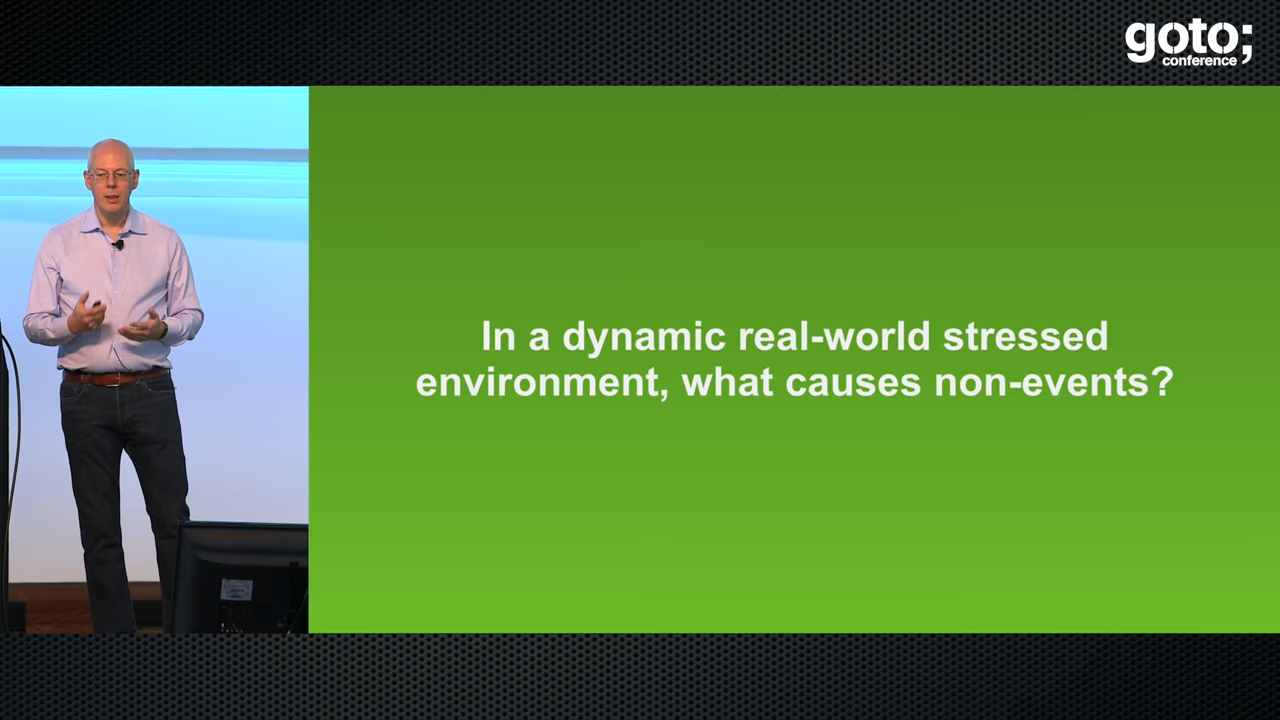 goto;
conference
In a dynamic real-world stressed
environment, what causes non-events?